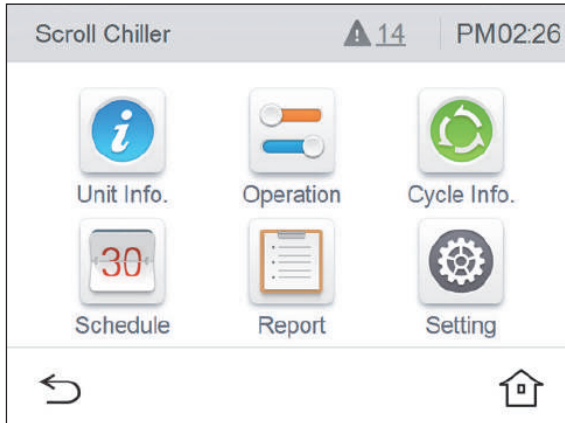 Scroll Chiller 14 PM02:26
Unit Info. Operation Cycle Info.
30
Schedule Report Setting